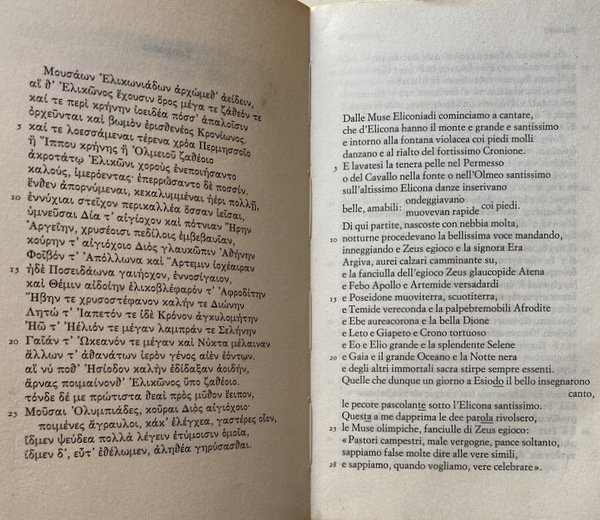 Μουσάων Ἑλικωνιάδων ἀρχώμεθ' ἀείδειν,
αἵ θ' Ἑλικῶνος ἔχουσιν ὄρος μέγα τε ζάθεόν τε
καί τε περὶ κρήνην ἰοειδέα πόσσ' ἁπαλοῖσιν
ὀρχεῦνται καὶ βωμὸν ἐρισθενέος Κρονίωνος.
5 καί τε λοεσσάμεναι τέρενα χρόα Περμησσοῖο
ἢ Ἵππου κρήνης ἢ Ὀλμειοῦ ζαθέοιο
ἀκροτάτῳ Ἑλικῶνι χοροὺς ἐνεποιήσαντο
καλούς, ἱμερόεντας· ἐπερρώσαντο δὲ ποσσίν.
ἔνθεν ἀπορνύμεναι, κεκαλυμμέναι ἠέρι πολλῇ,
10 ἐννύχιαι στεῖχον περικαλλέα ὄσσαν ἱεῖσαι,
ὑμνεῦσαι Δία τ' αἰγίοχον καὶ πότνιαν Ἥρην
Ἀργεΐην, χρυσέοισι πεδίλοις ἐμβεβαυῖαν,
κούρην τ' αἰγιόχοιο Διὸς γλαυκῶπιν Ἀθήνην
Φοῖβόν τ' Ἀπόλλωνα καὶ Ἄρτεμιν ἰοχέαιραν
15 ἠδὲ Ποσειδάωνα γαιήοχον, ἐννοσίγαιον,
καὶ Θέμιν αἰδοίην ἑλικοβλέφαρόν τ' Ἀφροδίτην
Ἥβην τε χρυσοστέφανον καλήν τε Διώνην
Λητώ τ' Ἰαπετόν τε ἰδὲ Κρόνον ἀγκυλομήτην
Ἠῶ τ' Ἠέλιόν τε μέγαν λαμπράν τε Σελήνην
20 Γαῖάν τ' Ὠκεανόν τε μέγαν καὶ Νύκτα μέλαιναν
ἄλλων τ' ἀθανάτων ἱερὸν γένος αἰὲν ἐόντων.
αἵ νύ ποθ' Ἡσίοδον καλὴν ἐδίδαξαν ἀοιδήν,
ἄρνας ποιμαίνονθ' Ἑλικῶνος ὕπο ζαθέοιο.
τόνδε δέ με πρώτιστα θεαὶ πρὸς μῦθον ἔειπον,
25 Μοῦσαι Ὀλυμπιάδες, κοῦραι Διὸς αἰγιόχοιο·
ποιμένες ἄγραυλοι, κάκ' ἐλέγχεα, γαστέρες οἶον,
ἴδμεν ψεύδεα πολλὰ λέγειν ἐτύμοισιν ὁμοῖα,
ἴδμεν δ', εὖτ' ἐθέλωμεν, ἀληθέα γηρύσασθαι.
Dalle Muse Eliconiadi cominciamo a cantare,
che d'Elicona hanno il monte e grande e santissimo
e intorno alla fontana violacea coi piedi molli
danzano e al rialto del fortissimo Cronione.
5 E lavatesi la tenera pelle nel Permesso
o del Cavallo nella fonte o nell'Olmeo santissimo
sull'altissimo Elicona danze inserivano
belle, amabili: ondeggiavano
muovevan rapide coi piedi.
Di qui partite, nascoste con nebbia molta,
10 notturne procedevano la bellissima voce mandando,
inneggiando e Zeus egioco e la signora Era
Argiva, aurei calzari camminante su,
e la fanciulla dell'egioco Zeus glaucopide Atena
e Febo Apollo e Artemide versadardi
15 e Poseidone muoviterra, scuotiterra,
e Temide vereconda e la palpebremobili Afrodite
e Ebe aureacorona e la bella Dione
e Leto e Giapeto e Crono tortuoso
e Eo e Elio grande e la splendente Selene
20 e Gaia e il grande Oceano e la Notte nera
e degli altri immortali sacra stirpe sempre essenti.
Quelle che dunque un giorno a Esiodo il bello insegnarono
canto,
le pecore pascolante sotto l'Elicona santissimo.
Questa a me dapprima le dee parola rivolsero,
25 le Muse olimpiche, fanciulle di Zeus egioco:
«Pastori campestri, male vergogne, pance soltanto,
sappiamo false molte dire alle vere simili,
28 e sappiamo, quando vogliamo, vere celebrare».